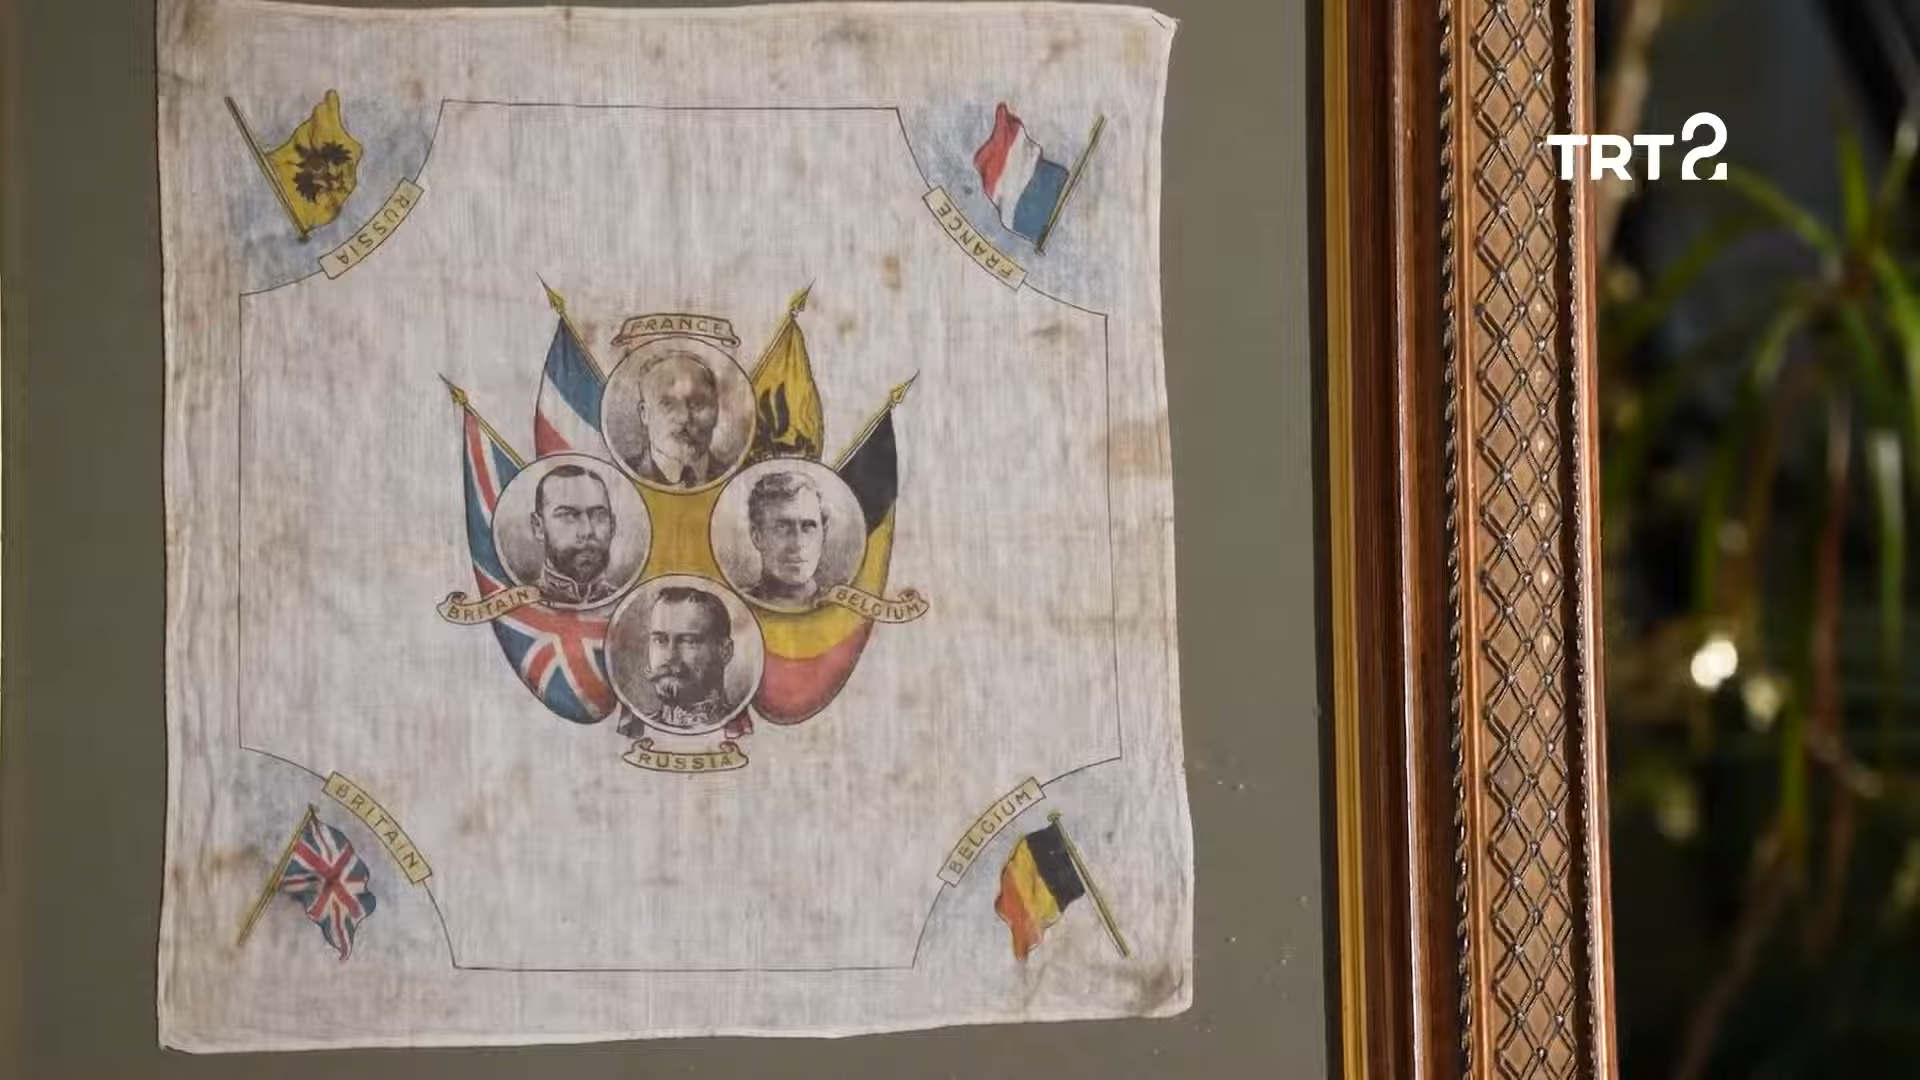 TRT2
RUSSIA
FRANCE
FRANCE
BRITAIN
BELGIUM
RUSSIA
BRITAIN
BELGIUM